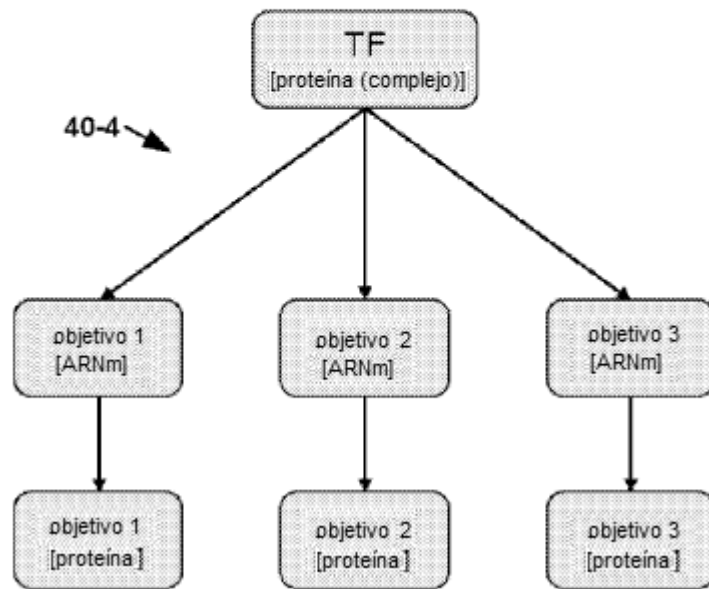 TF
[proteína (complejo)]
40-4
objetivo 1
[ARNm]
objetivo 2
[ARNm]
objetivo 3
[ARNm]
objetivo 1
[proteína]
objetivo 2
[proteína]
objetivo 3
[proteína]